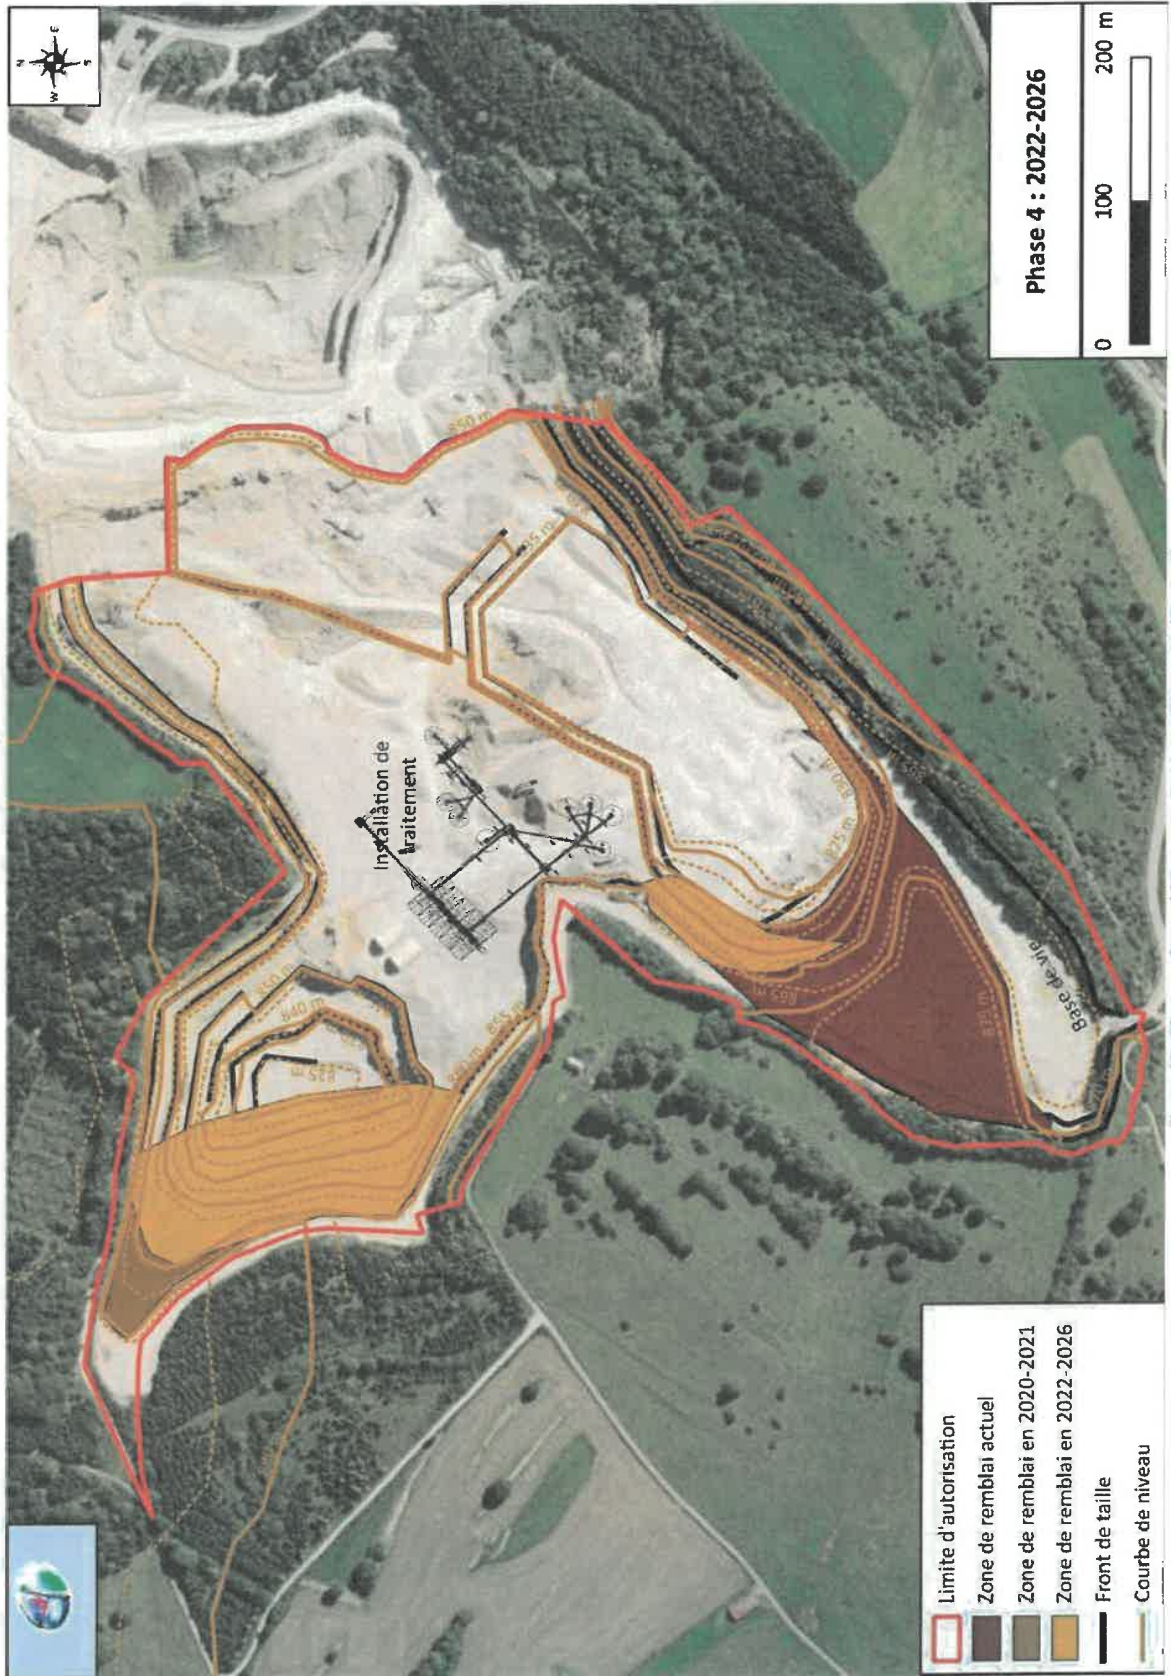 N
W
E
S
Installation de
traitement
850 m
850 m
840 m
835 m
865 m
875 m
Base de vie
Phase 4 : 2022-2026
0
100
200 m
Limite d'autorisation
Zone de remblai actuel
Zone de remblai en 2020-2021
Zone de remblai en 2022-2026
Front de taille
Courbe de niveau